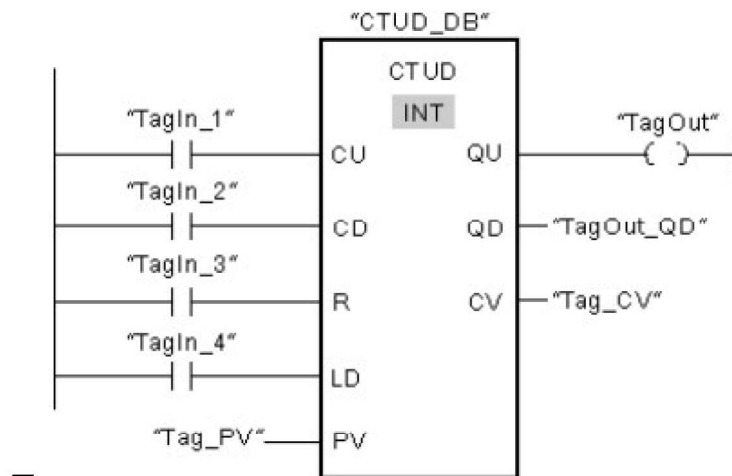 "CTUD_DB"
CTUD
INT
"TagIn_1"
CU
QU
"TagOut"
"TagIn_2"
CD
QD
"TagOut_QD"
"TagIn_3"
R
CV
"Tag_CV"
"TagIn_4"
LD
"Tag_PV"
PV